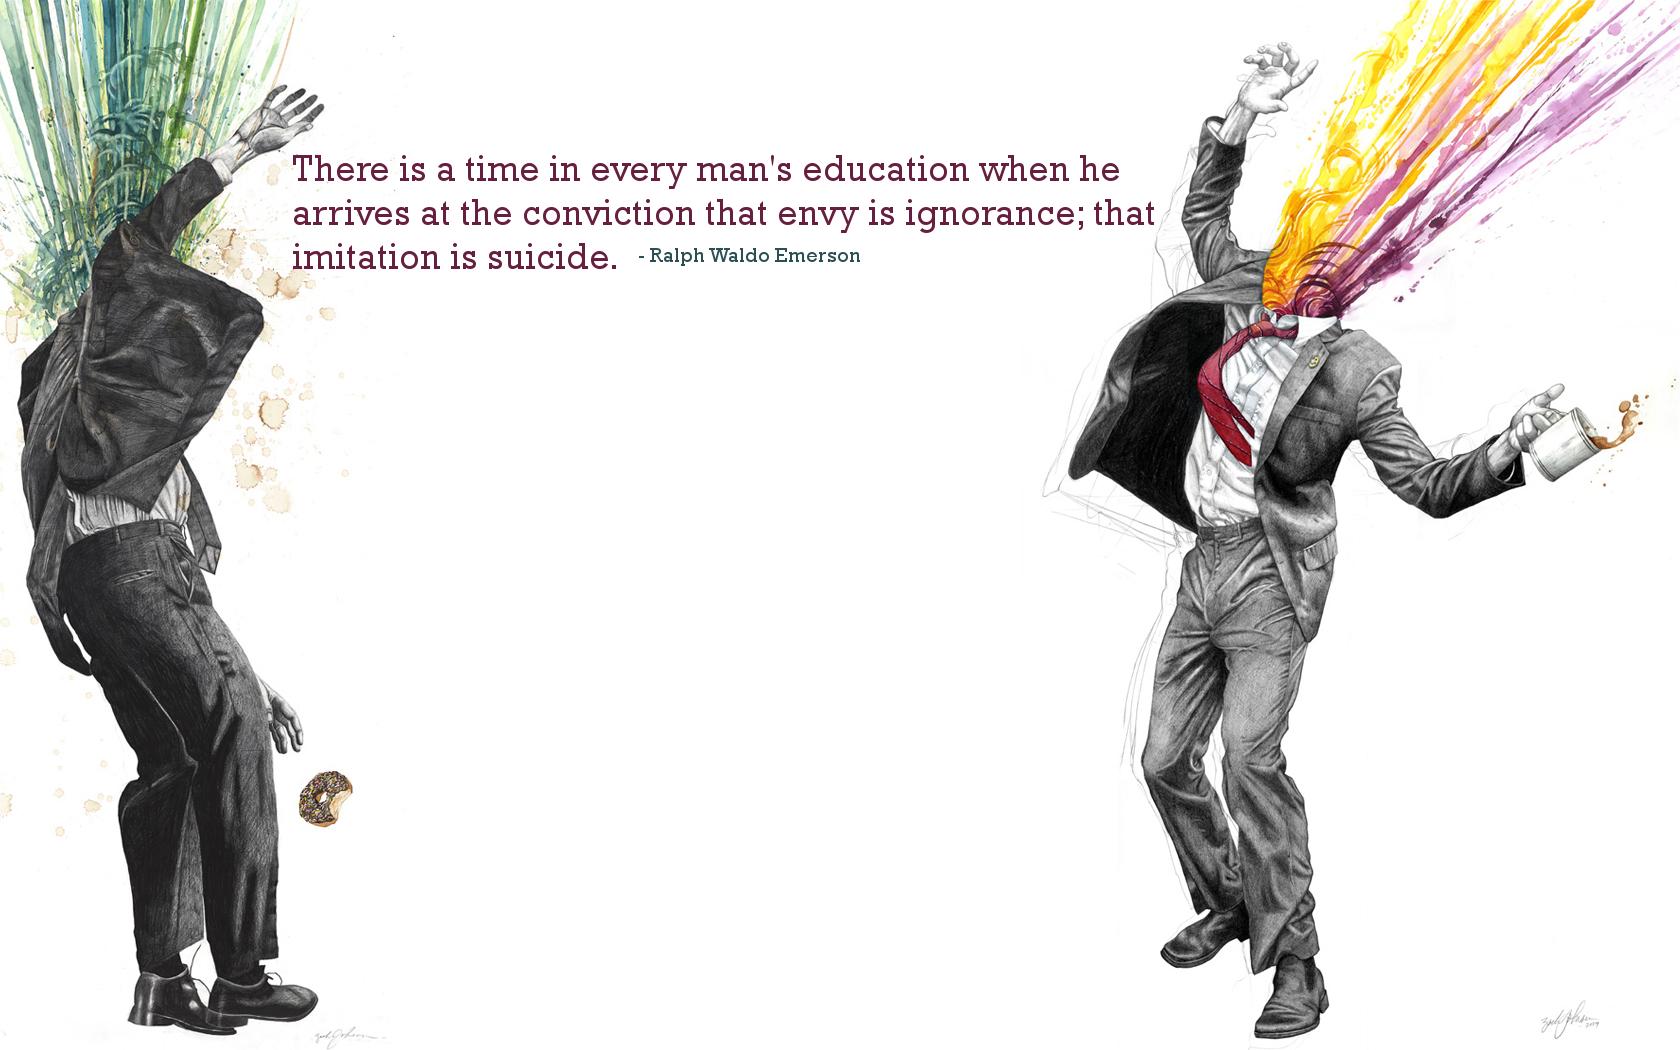 There is a time in every man's education when he
arrives at the conviction that envy is ignorance; that
imitation is suicide. - Ralph Waldo Emerson